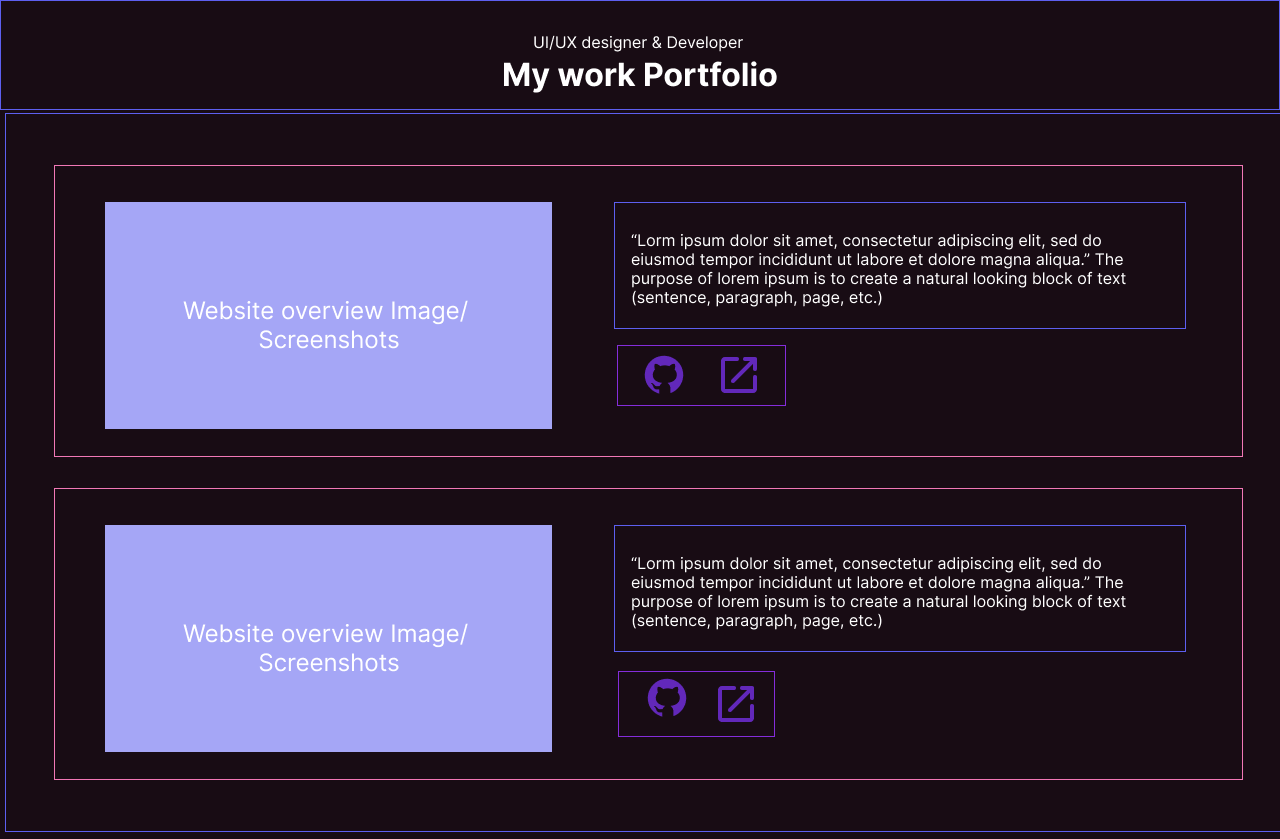 UI/UX designer & Developer
My work Portfolio
Website overview Image/
Screenshots
“Lorm ipsum dolor sit amet, consectetur adipiscing elit, sed do
eiusmod tempor incididunt ut labore et dolore magna aliqua.” The
purpose of lorem ipsum is to create a natural looking block of text
(sentence, paragraph, page, etc.)
Website overview Image/
Screenshots
“Lorm ipsum dolor sit amet, consectetur adipiscing elit, sed do
eiusmod tempor incididunt ut labore et dolore magna aliqua.” The
purpose of lorem ipsum is to create a natural looking block of text
(sentence, paragraph, page, etc.)